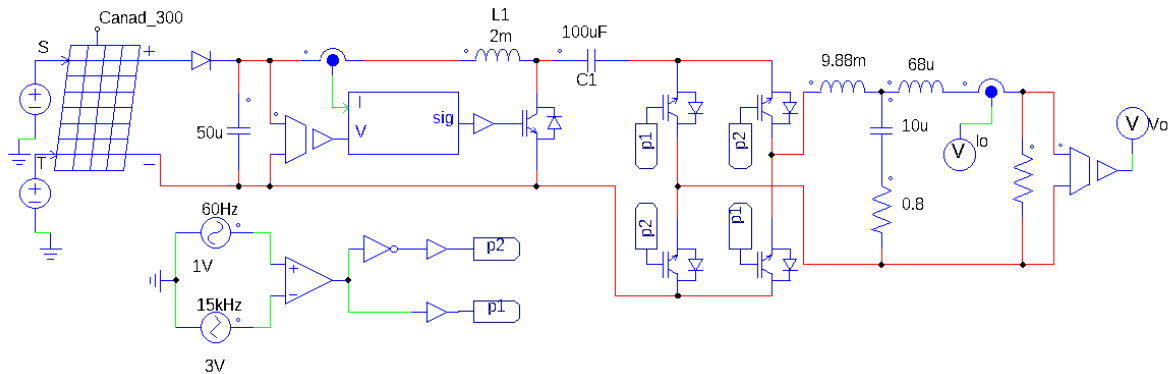 Canad_300
S
+
T
−
+
−
+
−
50u
I
V
sig
L1
2m
100uF
C1
p1
p2
p2
p1
9.88m
68u
10u
0.8
V
Io
V
Vo
60Hz
1V
15kHz
3V
+
−
p2
p1